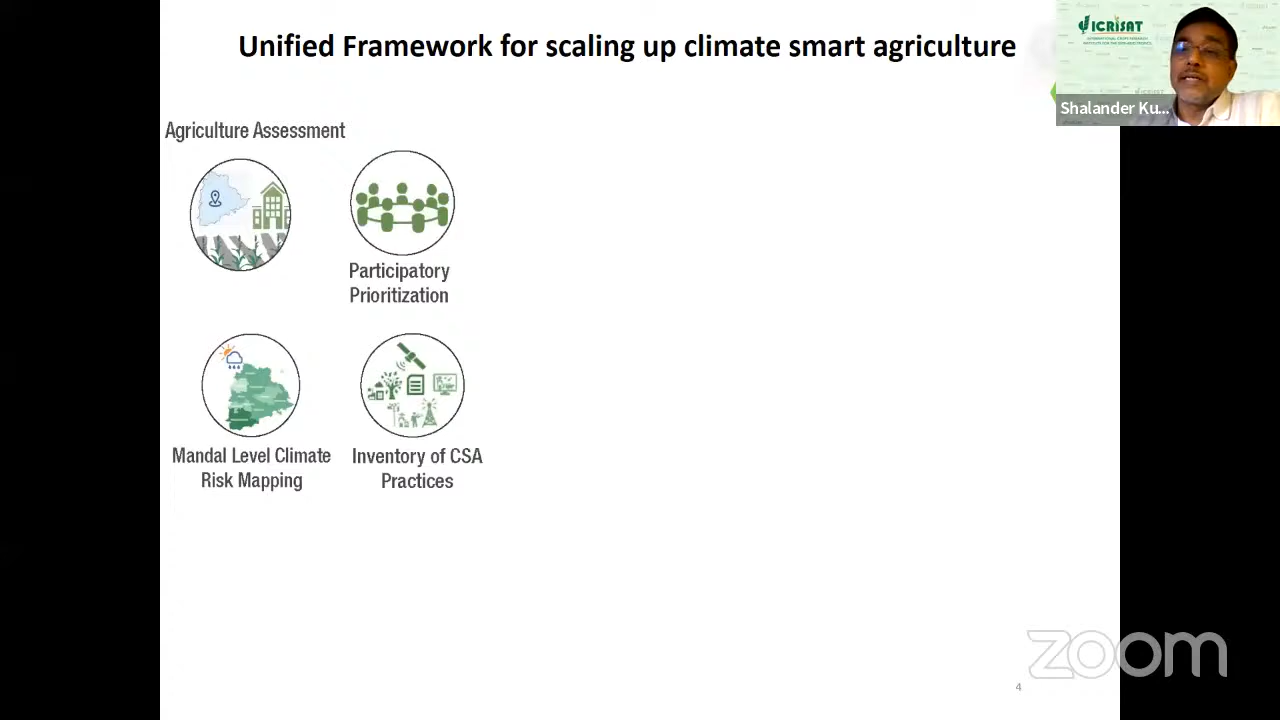 Unified Framework for scaling up climate smart agriculture
ICRISAT
Shalander Ku...
Agriculture Assessment
Participatory
Prioritization
Mandal Level Climate
Risk Mapping
Inventory of CSA
Practices
zoom
4